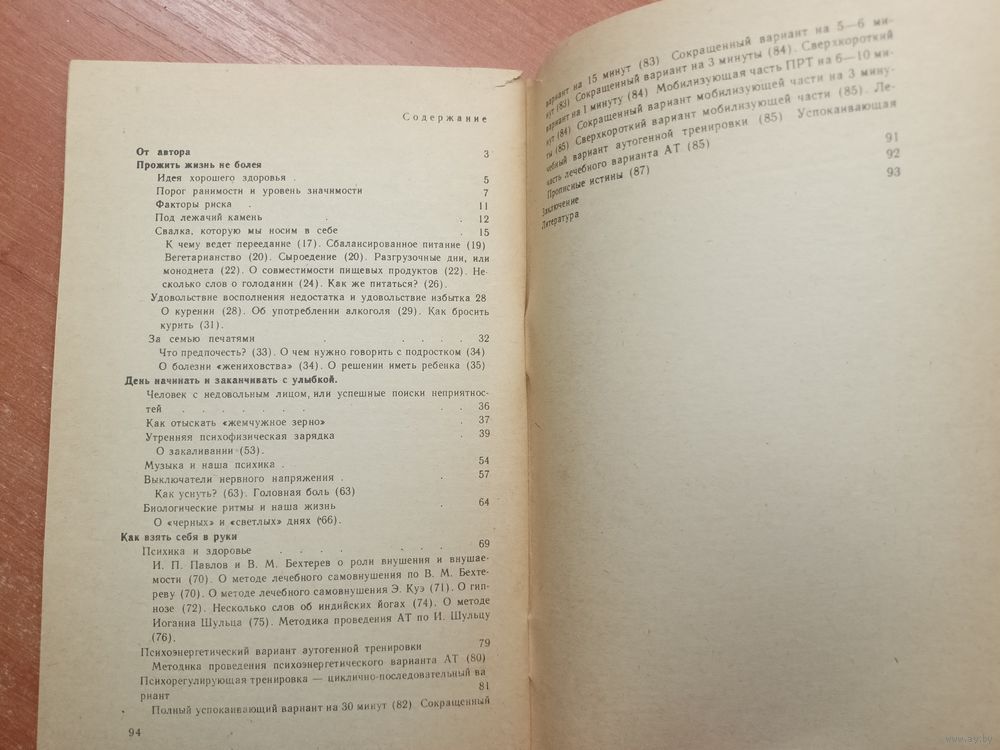 Содержание
От автора 3
Прожить жизнь не болея
Идея хорошего здоровья . 5
Порог ранимости и уровень значимости 7
Факторы риска . 11
Под лежачий камень . . 12
Свалка, которую мы носим в себе . 15
К чему ведет переедание (17). Сбалансированное питание (19)
Вегетарианство (20). Сыроедение (20). Разгрузочные дни, или
монодиета (22). О совместимости пищевых продуктов (22). Не-
сколько слов о голодании (24). Как же питаться? (26).
Удовольствие восполнения недостатка и удовольствие избытка 28
О курении (28). Об употреблении алкоголя (29). Как бросить
курить (31).
За семью печатями . . . . . 32
Что предпочесть? (33). О чем нужно говорить с подростком (34)
О болезни «жениховства» (34). О решении иметь ребенка (35)
День начинать и заканчивать с улыбкой.
Человек с недовольным лицом, или успешные поиски неприятнос-
тей . . . . . . . . . 36
Как отыскать «жемчужное зерно» . 37
Утренняя психофизическая зарядка . 39
О закаливании (53).
Музыка и наша психика . 54
Выключатели нервного напряжения . . 57
Как уснуть? (63). Головная боль (63)
Биологические ритмы и наша жизнь . 64
О «черных» и «светлых» днях (66).
Как взять себя в руки
Психика и здоровье . . . . . . . 69
И. П. Павлов и В. М. Бехтерев о роли внушения и внушае-
мости (70). О методе лечебного самовнушения по В. М. Бехте-
реву (70). О методе лечебного самовнушения Э. Куэ (71). О гип-
нозе (72). Несколько слов об индийских йогах (74). О методе
Иоганна Шульца (75). Методика проведения АТ по И. Шульцу
(76).
Психоэнергетический вариант аутогенной тренировки 79
Методика проведения психоэнергетического варианта АТ (80)
Психорегулирующая тренировка — циклично-последовательный ва
риант 81
Полный успокаивающий вариант на 30 минут (82) Сокращенный
94
вариант на 15 минут (83) Сокращенный вариант на 5—6 ми-
нут (83) Сокращенный вариант на 3 минуты (84). Сверхкороткий
вариант на 1 минуту (84) Мобилизующая часть ПРТ на 6—10 ми-
нут (84) Сокращенный вариант мобилизующей части на 3 мину-
ты (85) Сверхкороткий вариант мобилизующей части (85). Ле-
чебный вариант аутогенной тренировки (85) Успокаивающая
часть лечебного варианта АТ (85)
Прописные истины (87) 91
Заключение 92
Литература 93
www.ay.by